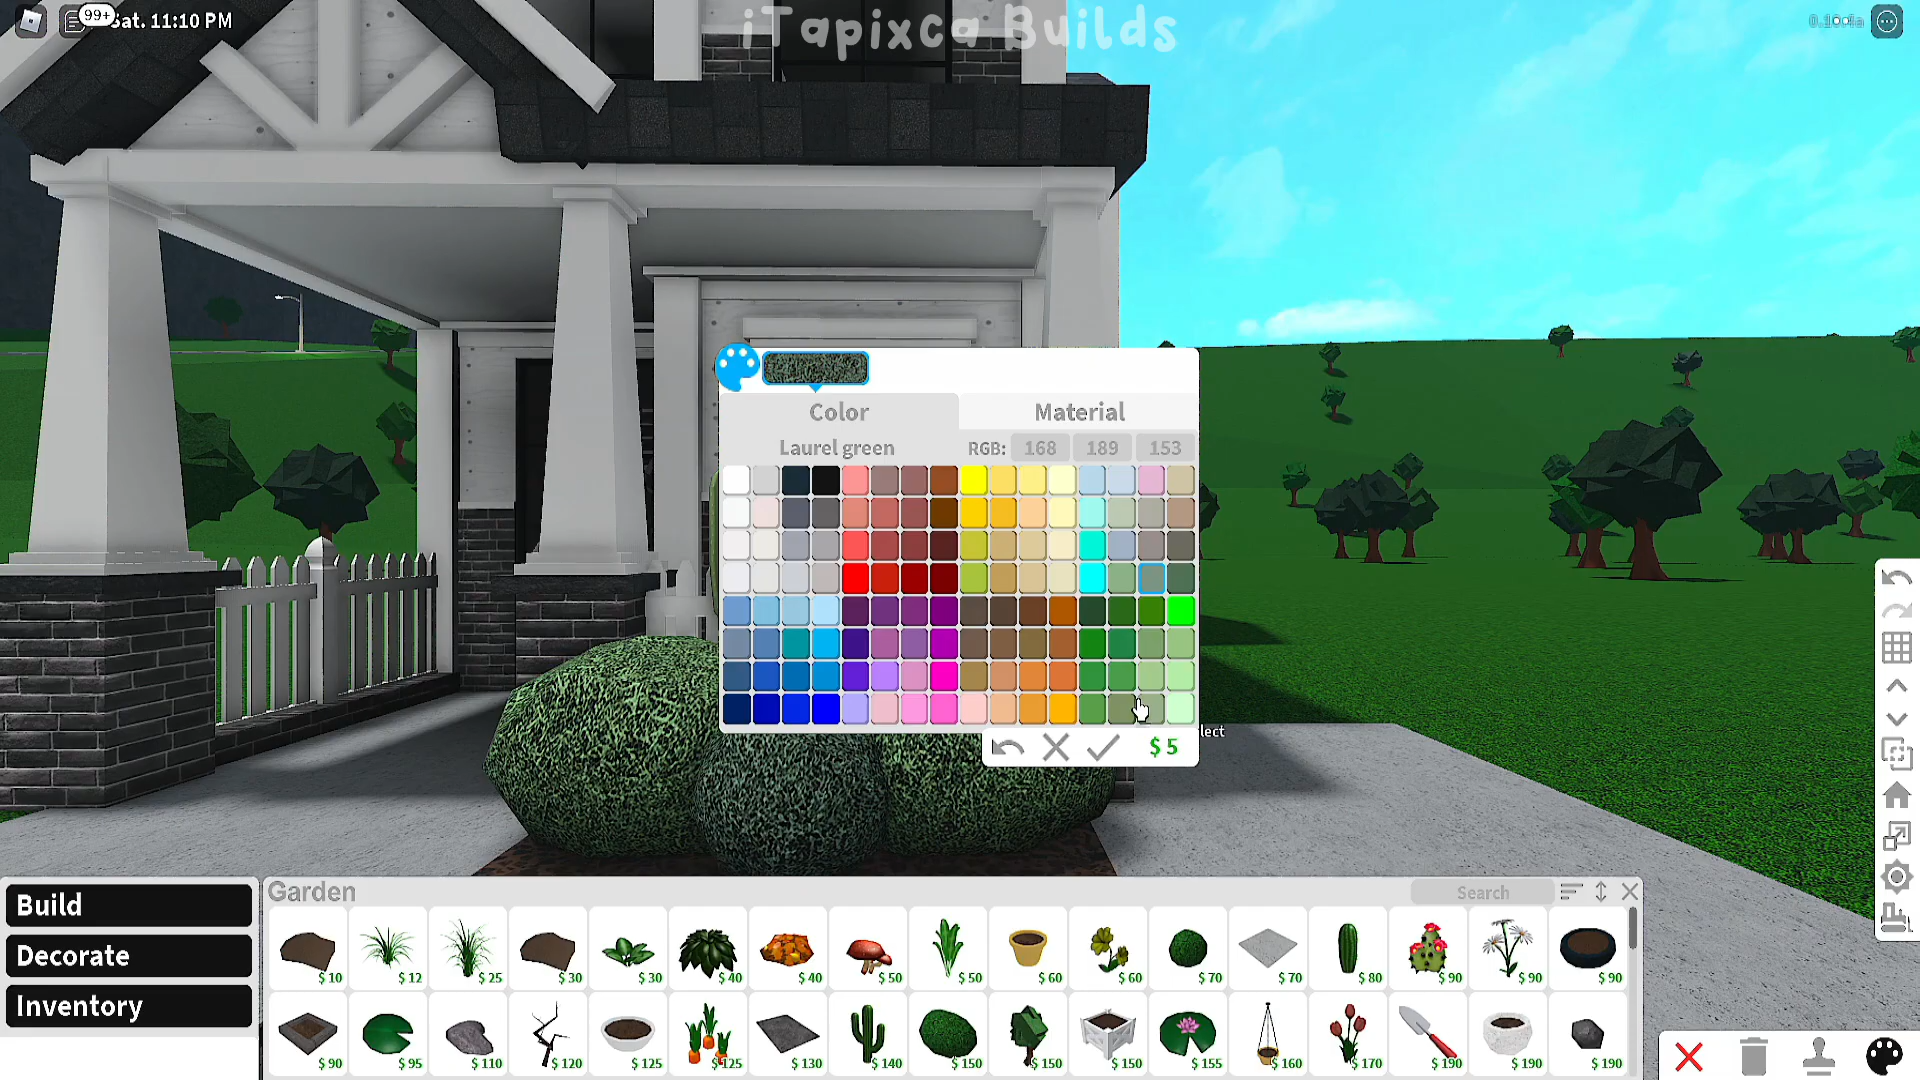 99+
Sat. 11:10 PM
iTapixca Builds
Color
Material
Laurel green
RGB: 168 189 153
$ 5
Build
Decorate
Inventory
Garden
Search
$ 10 $ 12 $ 25 $ 30 $ 30 $ 40 $ 40 $ 50 $ 50 $ 60 $ 60 $ 70 $ 70 $ 80 $ 90 $ 90 $ 90
$ 90 $ 95 $ 110 $ 120 $ 125 $ 125 $ 130 $ 140 $ 150 $ 150 $ 150 $ 155 $ 160 $ 170 $ 190 $ 190 $ 190